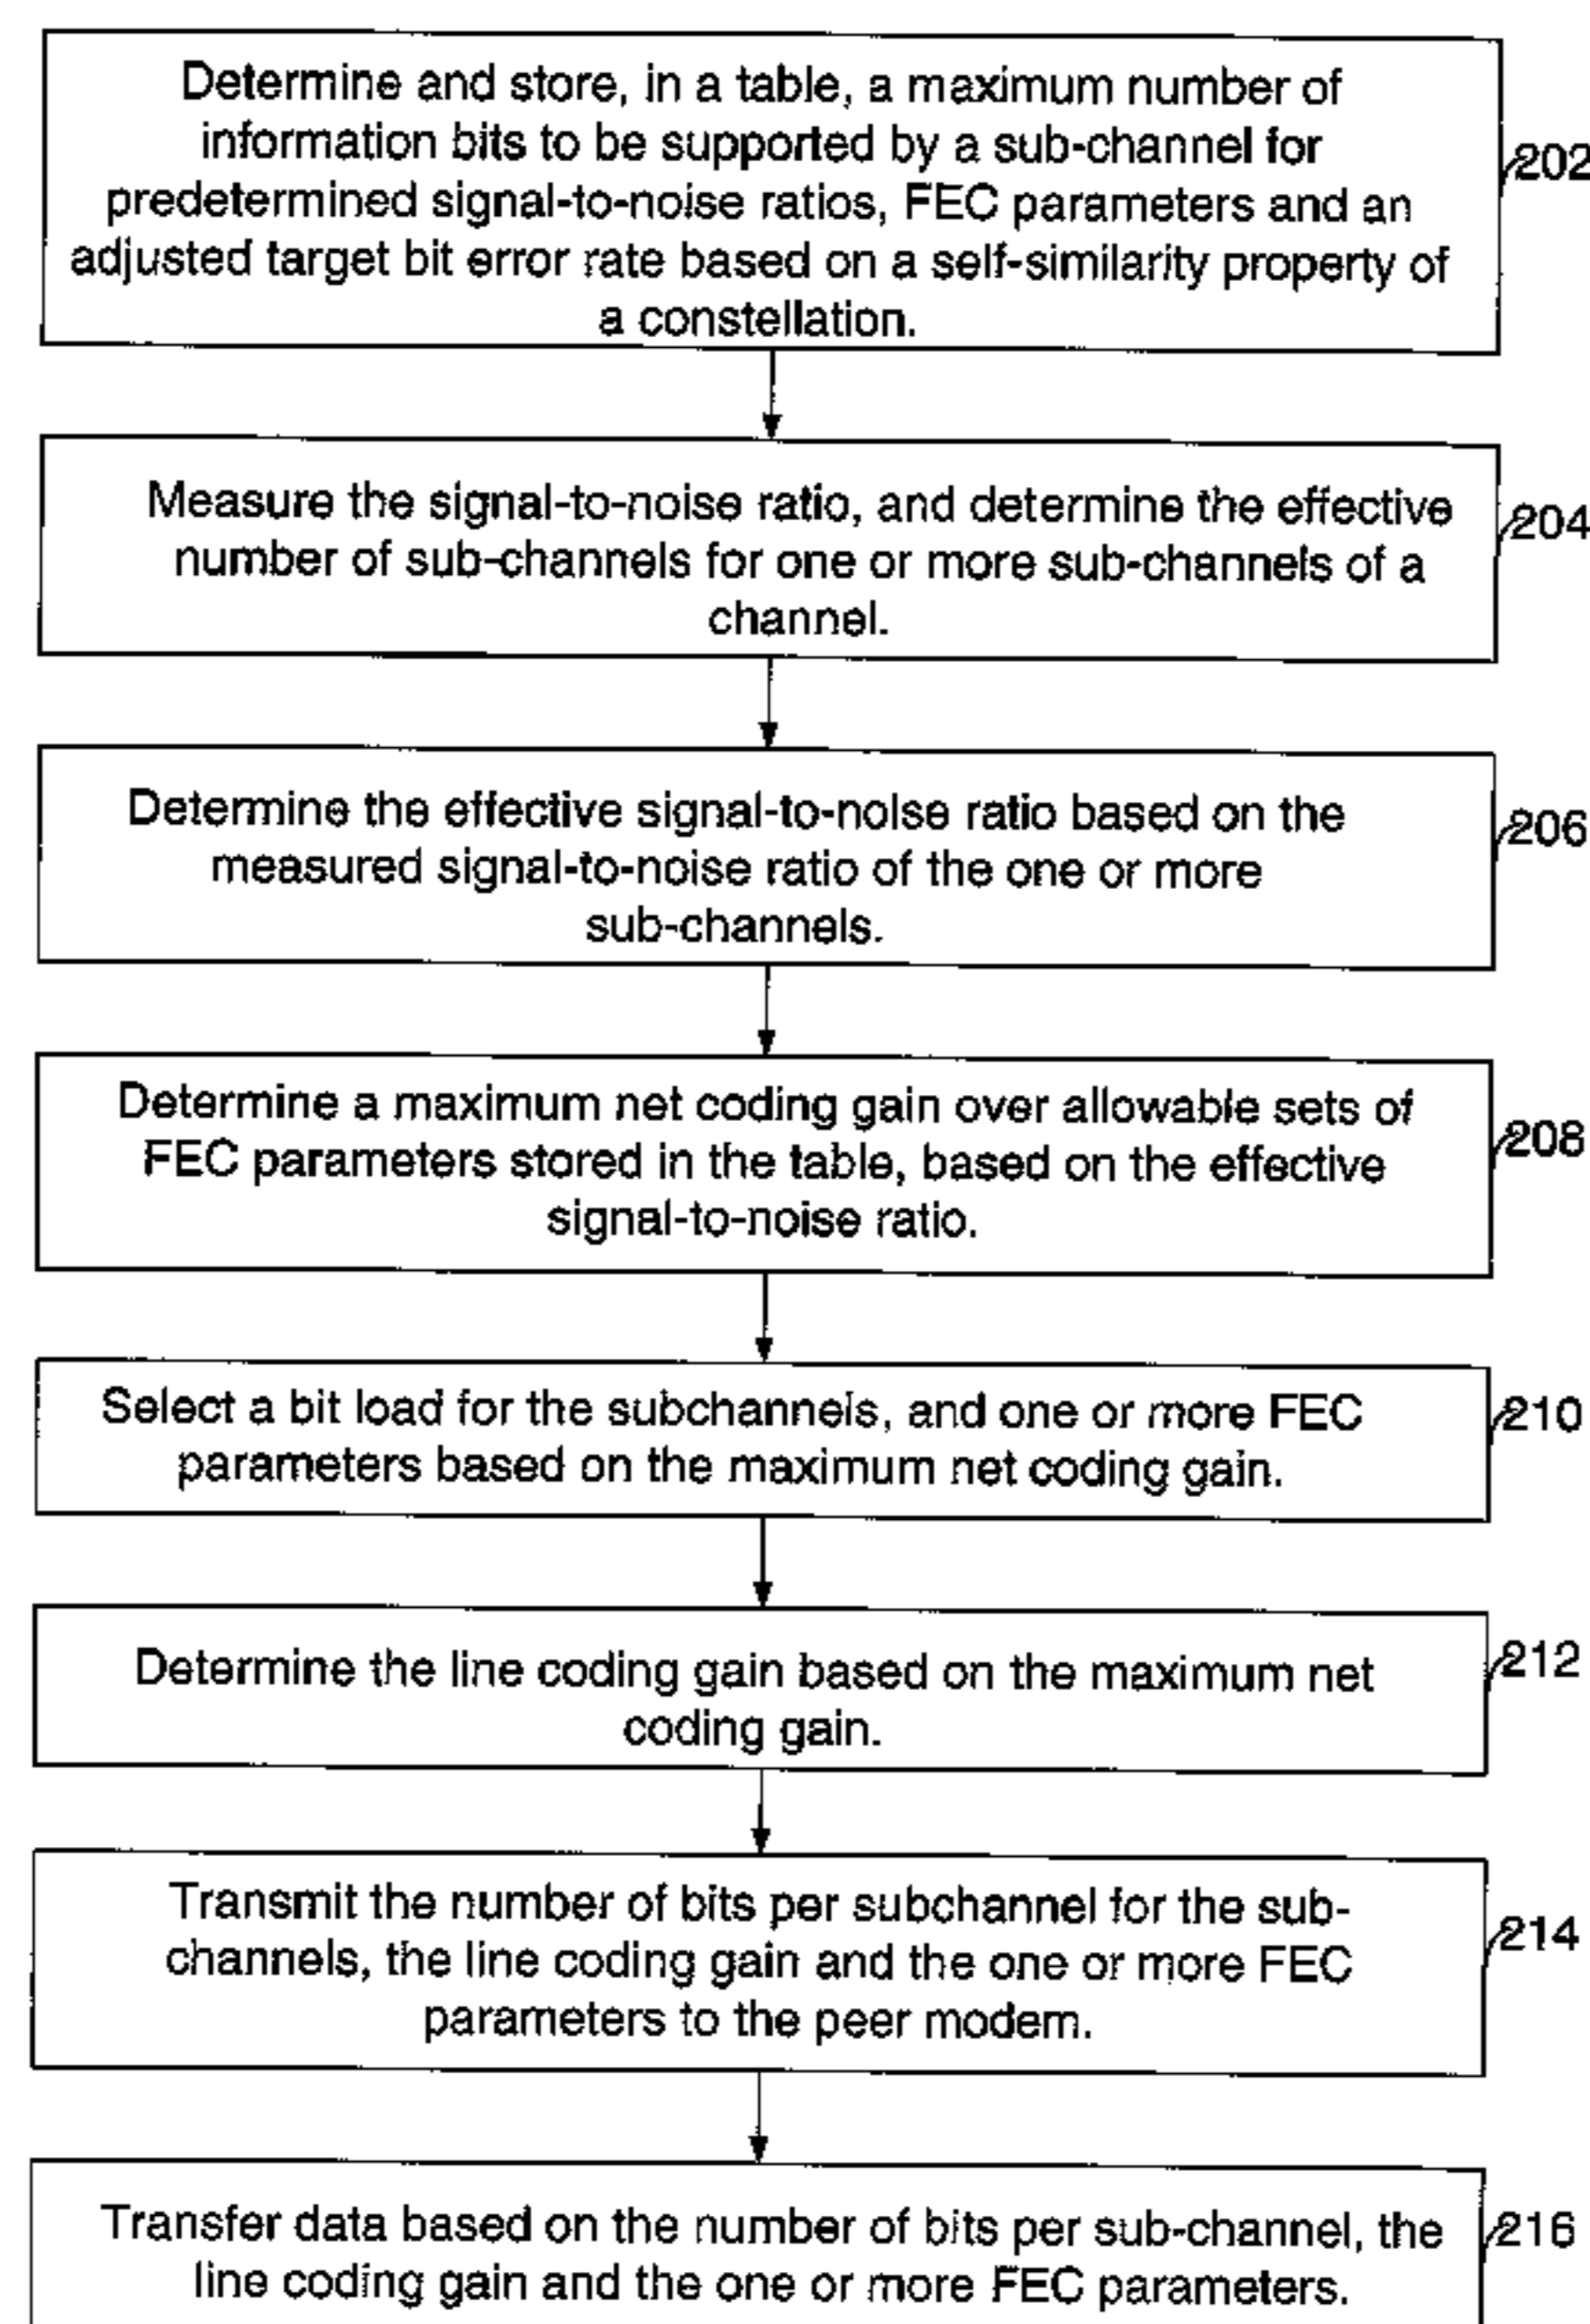 Determine and store, in a table, a maximum number of
information bits to be supported by a sub-channel for
predetermined signal-to-noise ratios, FEC parameters and an
adjusted target bit error rate based on a self-similarity property of
a constellation.
202
Measure the signal-to-noise ratio, and determine the effective
number of sub-channels for one or more sub-channels of a
channel.
204
Determine the effective signal-to-noise ratio based on the
measured signal-to-noise ratio of the one or more
sub-channels.
206
Determine a maximum net coding gain over allowable sets of
FEC parameters stored in the table, based on the effective
signal-to-noise ratio.
208
Select a bit load for the subchannels, and one or more FEC
parameters based on the maximum net coding gain.
210
Determine the line coding gain based on the maximum net
coding gain.
212
Transmit the number of bits per subchannel for the sub-
channels, the line coding gain and the one or more FEC
parameters to the peer modem.
214
Transfer data based on the number of bits per sub-channel, the
line coding gain and the one or more FEC parameters.
216